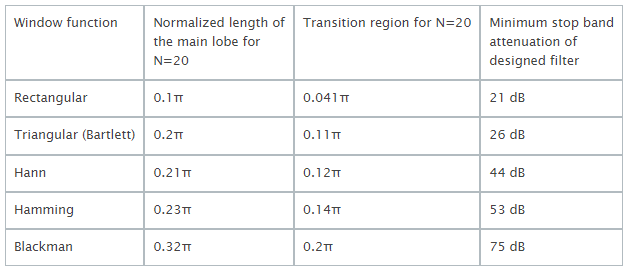 Window function
Normalized length of
the main lobe for
N=20
Transition region for N=20
Minimum stop band
attenuation of
designed filter
Rectangular
0.1π
0.041π
21 dB
Triangular (Bartlett)
0.2π
0.11π
26 dB
Hann
0.21π
0.12π
44 dB
Hamming
0.23π
0.14π
53 dB
Blackman
0.32π
0.2π
75 dB